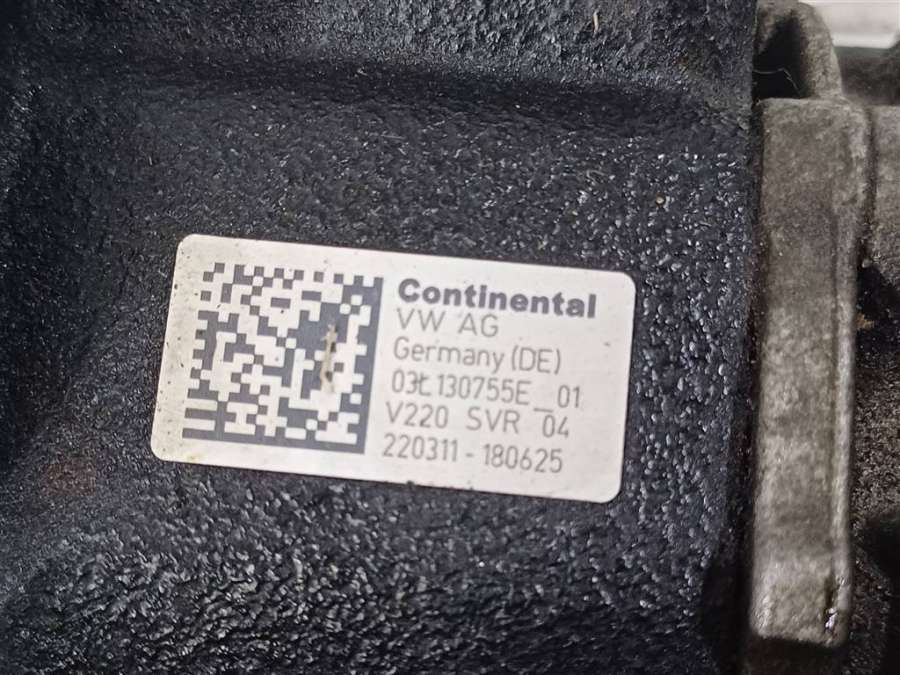 Continental
VW AG
Germany (DE)
03L130755E_01
V220 SVR 04
220311 - 180625